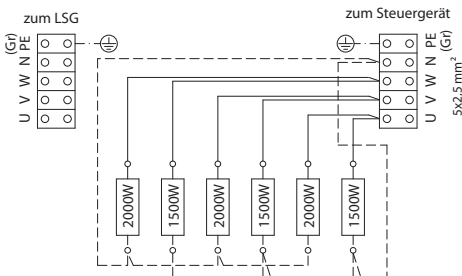 zum LSG
zum Steuergerät
(Gr)
PE
N
W
V
U
PE
(Gr)
N
W
V
U
5x2.5 mm²
2000W
1500W
2000W
1500W
2000W
1500W